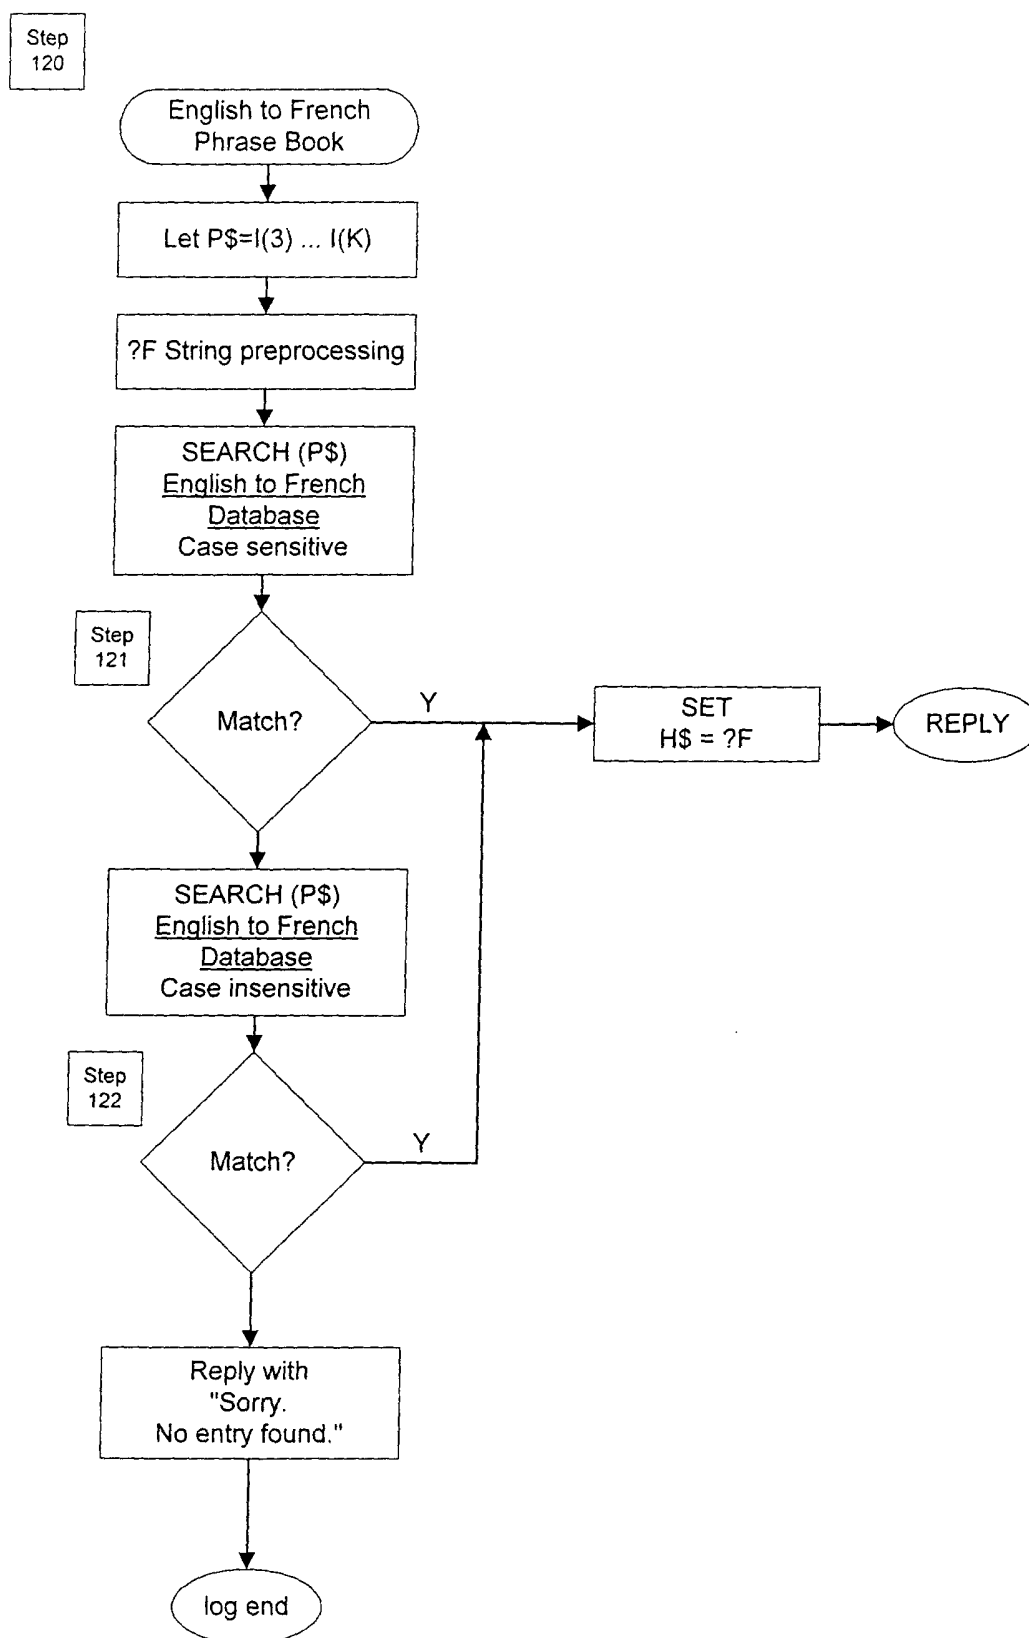 Step
120
English to French
Phrase Book
Let P$=I(3) ... I(K)
?F String preprocessing
SEARCH (P$)
English to French
Database
Case sensitive
Step
121
Match?
Y
SET
H$ = ?F
REPLY
SEARCH (P$)
English to French
Database
Case insensitive
Step
122
Match?
Y
Reply with
"Sorry.
No entry found."
log end